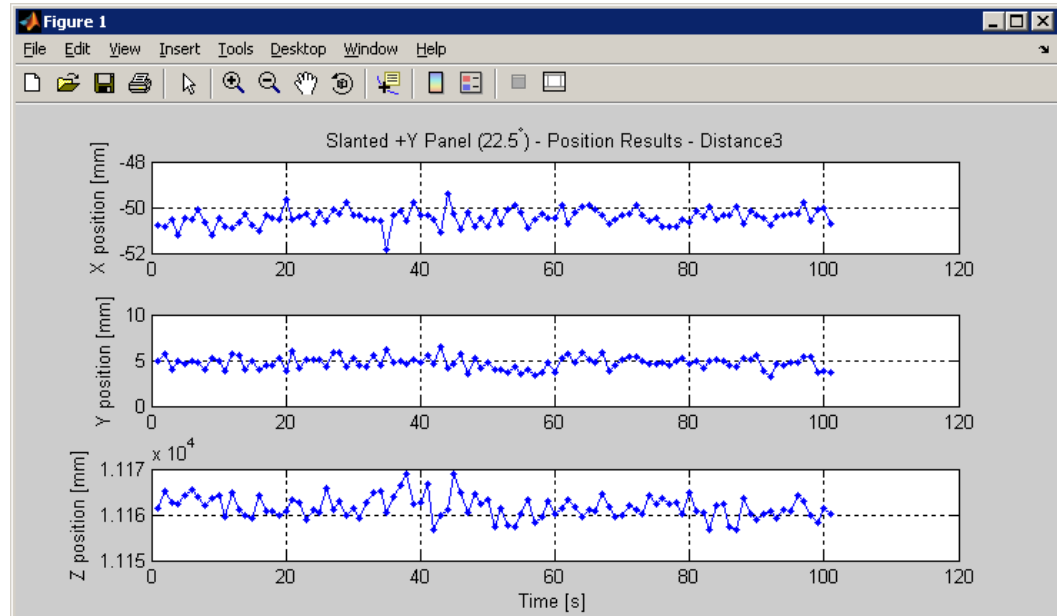 Figure 1
File Edit View Insert Tools Desktop Window Help
Slanted +Y Panel (22.5°) - Position Results - Distance3
X position [mm]
-48
-50
-52
0 20 40 60 80 100 120
Y position [mm]
10
5
0
0 20 40 60 80 100 120
x 10^4
Z position [mm]
1.117
1.116
1.115
0 20 40 60 80 100 120
Time [s]